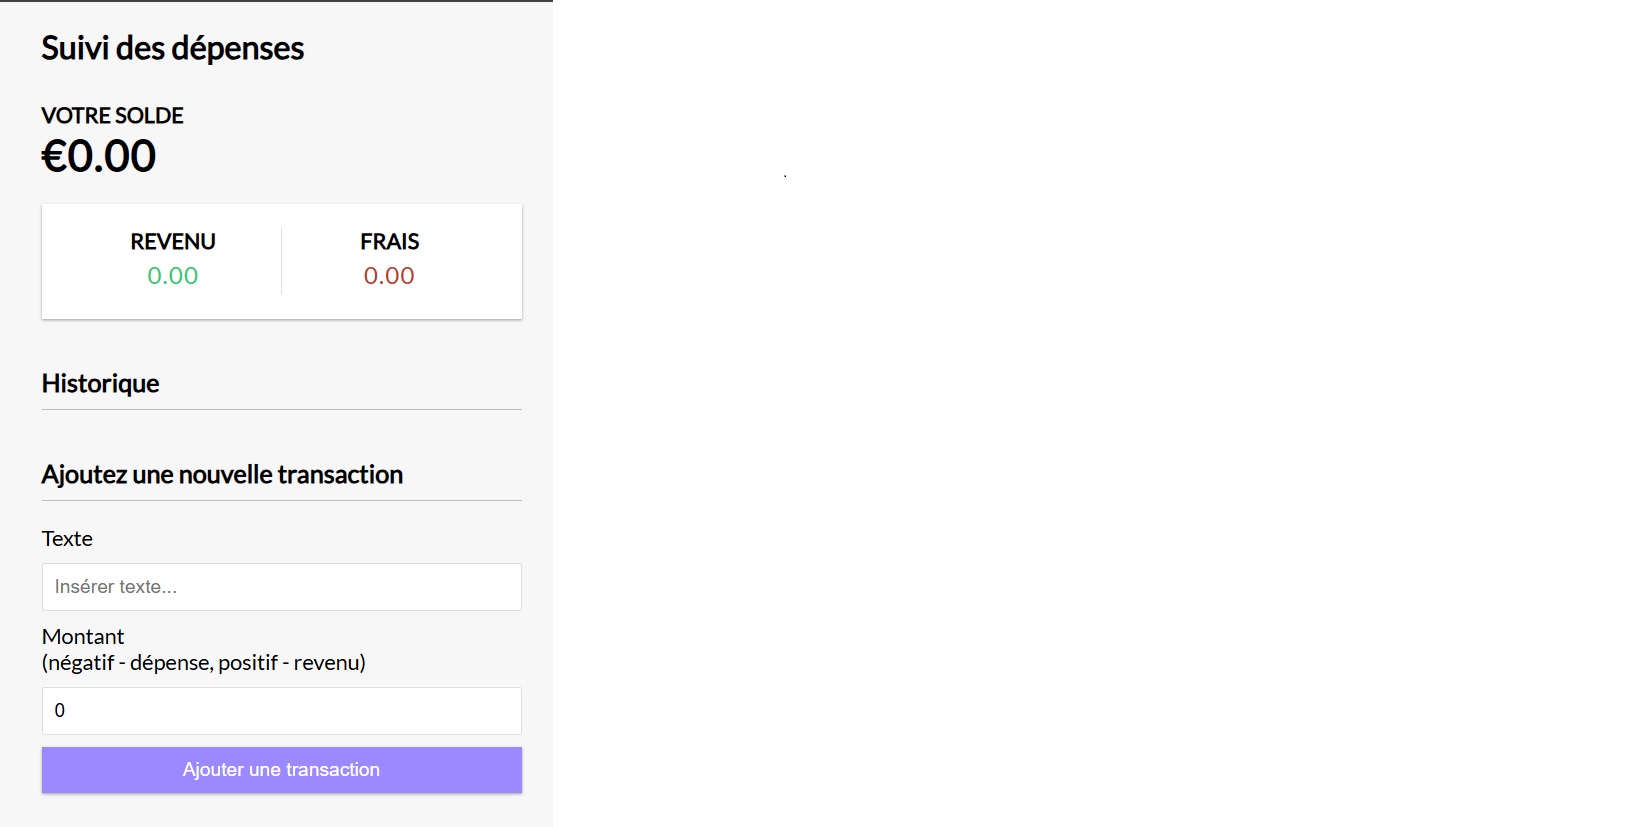 Suivi des dépenses
VOTRE SOLDE
€0.00
REVENU
0.00
FRAIS
0.00
Historique
Ajoutez une nouvelle transaction
Texte
Insérer texte...
Montant
(négatif - dépense, positif - revenu)
0
Ajouter une transaction